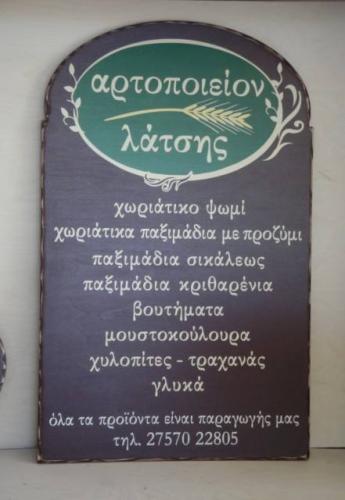 αρτοποιείον
λάτσης
χωριάτικο ψωμί
χωριάτικα παξιμάδια με προζύμι
παξιμάδια σικάλεως
παξιμάδια κριθαρένια
βουτήματα
μουστοκούλουρα
χυλοπίτες - τραχανάς
γλυκά
όλα τα προϊόντα είναι παραγωγής μας
τηλ. 27570 22805